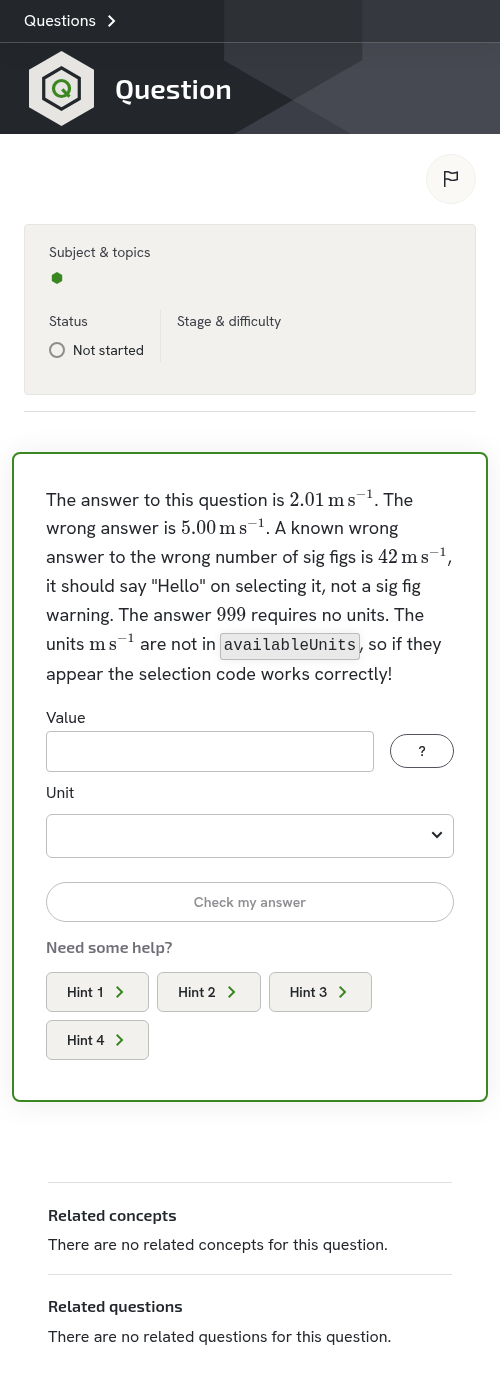 Questions
Question
Subject & topics
Status
Stage & difficulty
Not started
The answer to this question is 2.01 m s⁻¹. The
wrong answer is 5.00 m s⁻¹. A known wrong
answer to the wrong number of sig figs is 42 m s⁻¹,
it should say "Hello" on selecting it, not a sig fig
warning. The answer 999 requires no units. The
units m s⁻¹ are not in availableUnits, so if they
appear the selection code works correctly!
Value
?
Unit
Check my answer
Need some help?
Hint 1
Hint 2
Hint 3
Hint 4
Related concepts
There are no related concepts for this question.
Related questions
There are no related questions for this question.